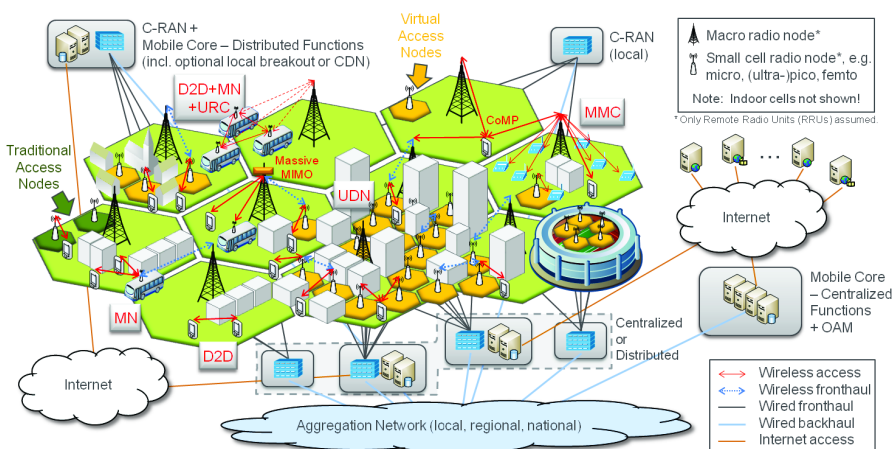 C-RAN +
Mobile Core – Distributed Functions
(incl. optional local breakout or CDN)
Virtual
Access
Nodes
C-RAN
(local)
Macro radio node*
Small cell radio node*, e.g.
micro, (ultra-)pico, femto
Note: Indoor cells not shown!
* Only Remote Radio Units (RRUs) assumed.
D2D+MN
+URC
CoMP
MMC
Traditional
Access
Nodes
Massive
MIMO
UDN
Internet
MN
D2D
Mobile Core
– Centralized
Functions
+ OAM
Centralized
or
Distributed
Internet
Aggregation Network (local, regional, national)
Wireless access
Wireless fronthaul
Wired fronthaul
Wired backhaul
Internet access